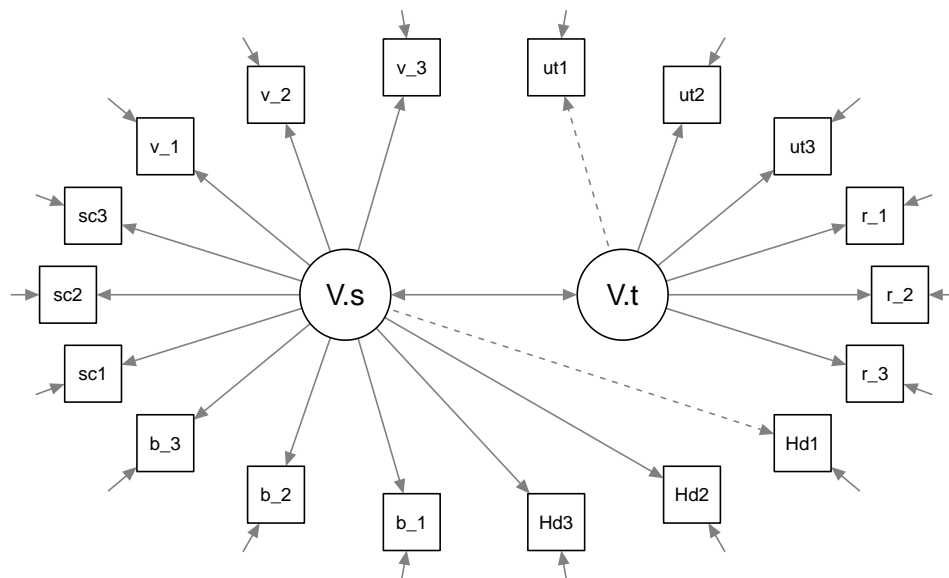 v_3
ut1
v_2
ut2
v_1
ut3
sc3
r_1
sc2
V.s
V.t
r_2
sc1
r_3
b_3
Hd1
b_2
Hd2
b_1
Hd3